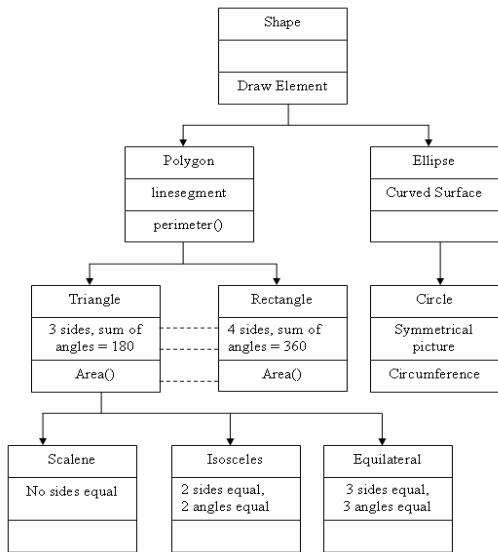 Shape
Draw Element
Polygon
linesegment
perimeter()
Ellipse
Curved Surface
Triangle
3 sides, sum of
angles = 180
Area()
Rectangle
4 sides, sum of
angles = 360
Area()
Circle
Symmetrical
picture
Circumference
Scalene
No sides equal
Isosceles
2 sides equal,
2 angles equal
Equilateral
3 sides equal,
3 angles equal